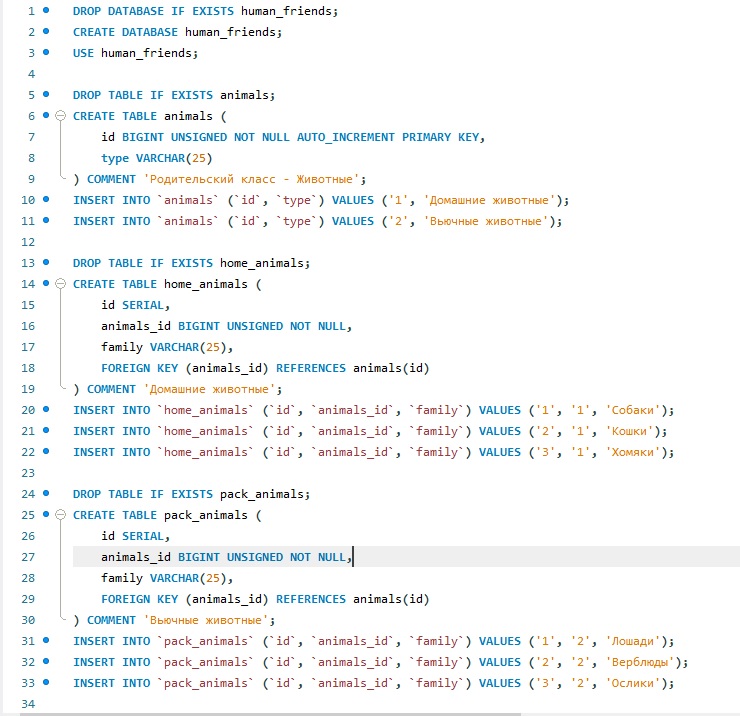 1 DROP DATABASE IF EXISTS human_friends;
2 CREATE DATABASE human_friends;
3 USE human_friends;
4
5 DROP TABLE IF EXISTS animals;
6 CREATE TABLE animals (
7 id BIGINT UNSIGNED NOT NULL AUTO_INCREMENT PRIMARY KEY,
8 type VARCHAR(25)
9 ) COMMENT 'Родительский класс - Животные';
10 INSERT INTO `animals` (`id`, `type`) VALUES ('1', 'Домашние животные');
11 INSERT INTO `animals` (`id`, `type`) VALUES ('2', 'Вьючные животные');
12
13 DROP TABLE IF EXISTS home_animals;
14 CREATE TABLE home_animals (
15 id SERIAL,
16 animals_id BIGINT UNSIGNED NOT NULL,
17 family VARCHAR(25),
18 FOREIGN KEY (animals_id) REFERENCES animals(id)
19 ) COMMENT 'Домашние животные';
20 INSERT INTO `home_animals` (`id`, `animals_id`, `family`) VALUES ('1', '1', 'Собаки');
21 INSERT INTO `home_animals` (`id`, `animals_id`, `family`) VALUES ('2', '1', 'Кошки');
22 INSERT INTO `home_animals` (`id`, `animals_id`, `family`) VALUES ('3', '1', 'Хомяки');
23
24 DROP TABLE IF EXISTS pack_animals;
25 CREATE TABLE pack_animals (
26 id SERIAL,
27 animals_id BIGINT UNSIGNED NOT NULL,
28 family VARCHAR(25),
29 FOREIGN KEY (animals_id) REFERENCES animals(id)
30 ) COMMENT 'Вьючные животные';
31 INSERT INTO `pack_animals` (`id`, `animals_id`, `family`) VALUES ('1', '2', 'Лошади');
32 INSERT INTO `pack_animals` (`id`, `animals_id`, `family`) VALUES ('2', '2', 'Верблюды');
33 INSERT INTO `pack_animals` (`id`, `animals_id`, `family`) VALUES ('3', '2', 'Ослики');
34